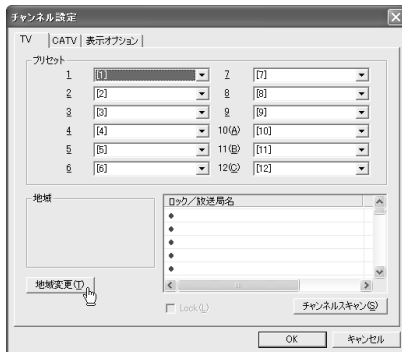 チャンネル設定
TV CATV 表示オプション
プリセット
1 [1] 7 [7]
2 [2] 8 [8]
3 [3] 9 [9]
4 [4] 10(A) [10]
5 [5] 11(B) [11]
6 [6] 12(C) [12]
地域
ロック/放送局名
地域変更(T)
Lock(L)
チャンネルスキャン(S)
OK キャンセル